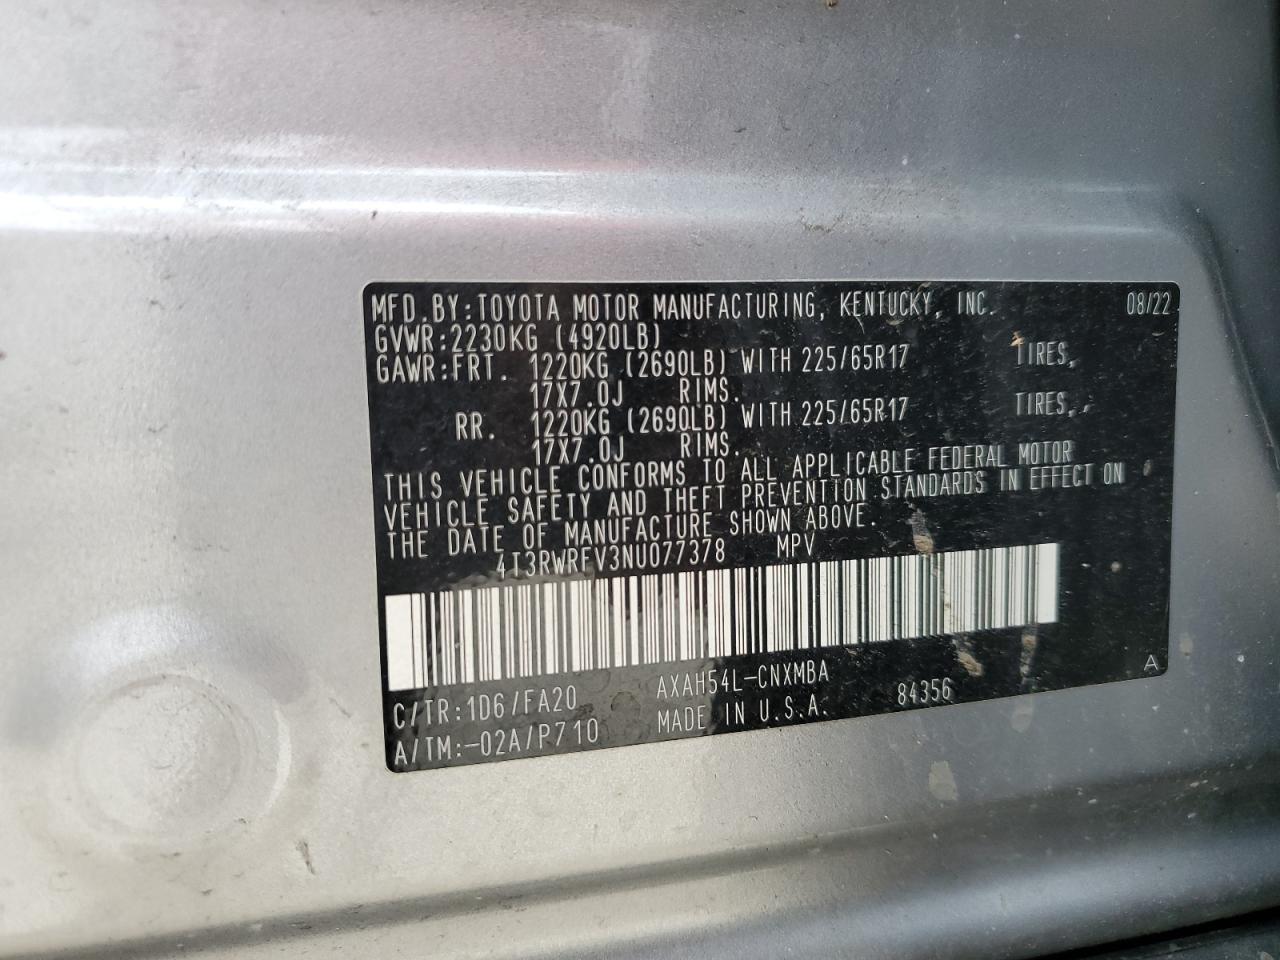 MFD.BY:TOYOTA MOTOR MANUFACTURING, KENTUCKY, INC. 08/22
GVWR:2230KG (4920LB)
GAWR:FRT. 1220KG (2690LB) WITH 225/65R17 TIRES,
17X7.0J RIMS.
RR. 1220KG (2690LB) WITH 225/65R17 TIRES,
17X7.0J RIMS.
THIS VEHICLE CONFORMS TO ALL APPLICABLE FEDERAL MOTOR
VEHICLE SAFETY AND THEFT PREVENTION STANDARDS IN EFFECT ON
THE DATE OF MANUFACTURE SHOWN ABOVE.
4T3RWRFV3NU077378 MPV
A
C/TR:1D6/FA20 AXAH54L-CNXMBA
A/TM:-02A/P710 MADE IN U.S.A. 84356